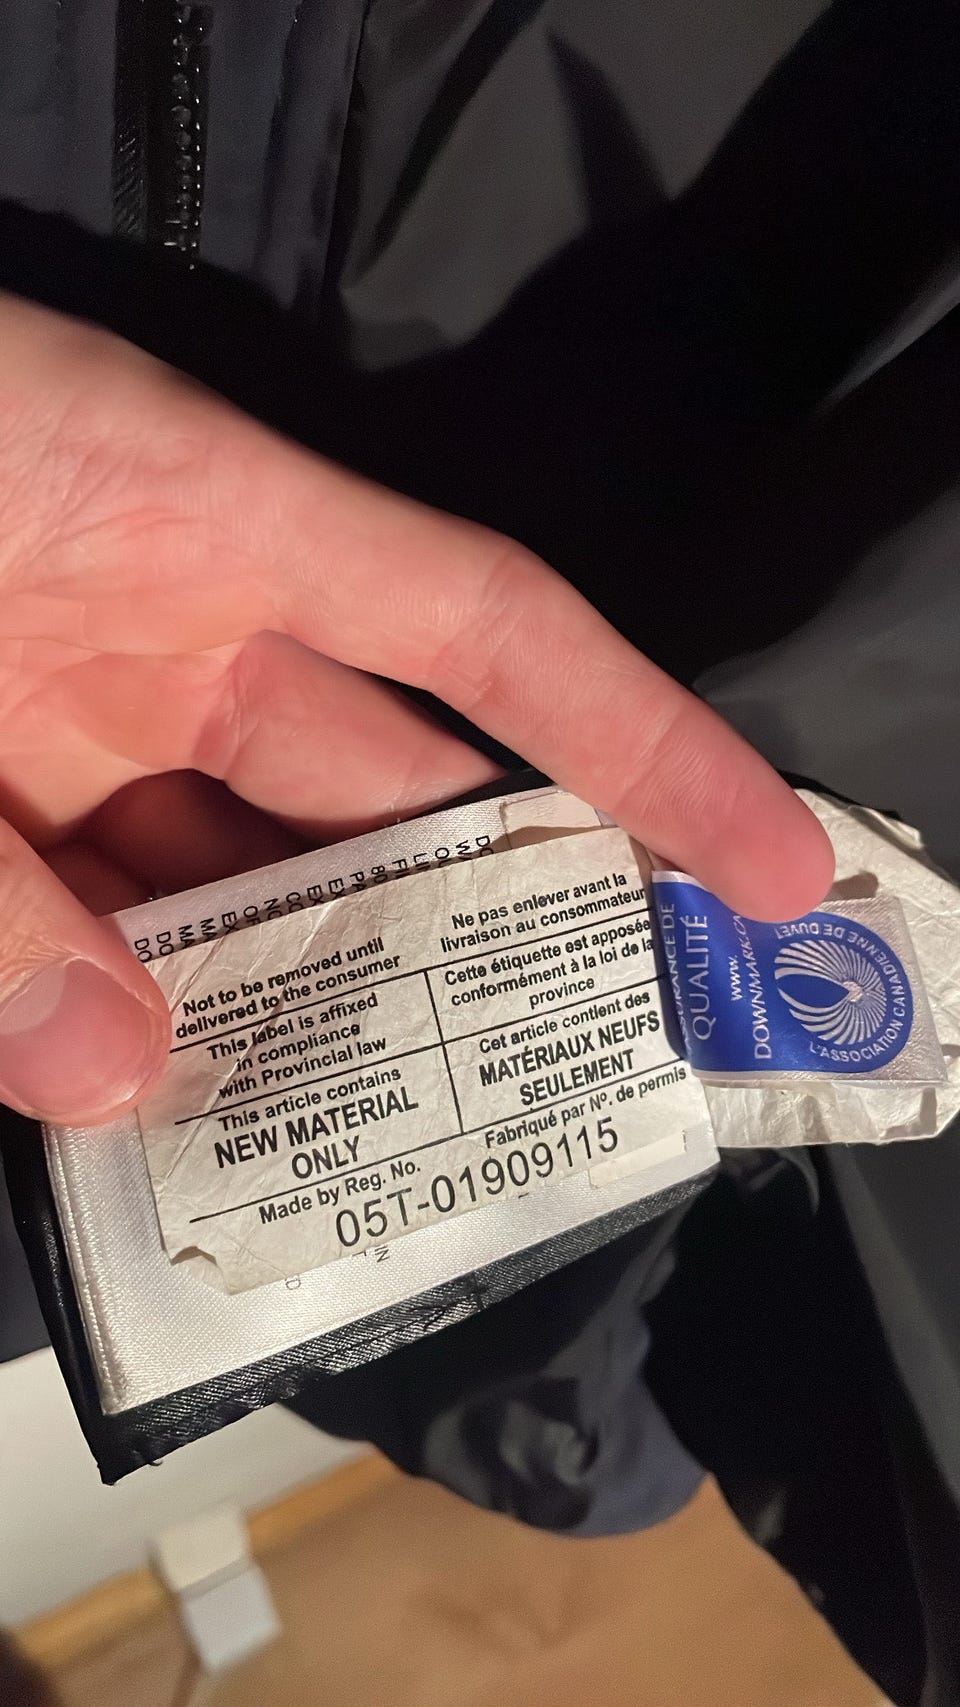 Not to be removed until
delivered to the consumer
Ne pas enlever avant la
livraison au consommateur
This label is affixed
in compliance
with Provincial law
Cette étiquette est apposée
conformément à la loi de la
province
This article contains
NEW MATERIAL
ONLY
Cet article contient des
MATÉRIAUX NEUFS
SEULEMENT
Made by Reg. No.
Fabriqué par Nº. de permis
05T-01909115
DE
QUALITÉ
www.
DOWNMARK.CA
L'ASSOCIATION CANADIENNE DE DUVET